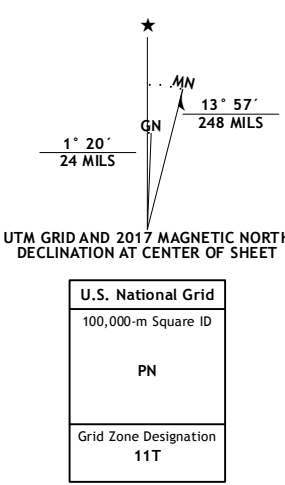 ★
MN
GN
13° 57´
248 MILS
1° 20´
24 MILS
UTM GRID AND 2017 MAGNETIC NORTH
DECLINATION AT CENTER OF SHEET
U.S. National Grid
100,000-m Square ID
PN
Grid Zone Designation
11T